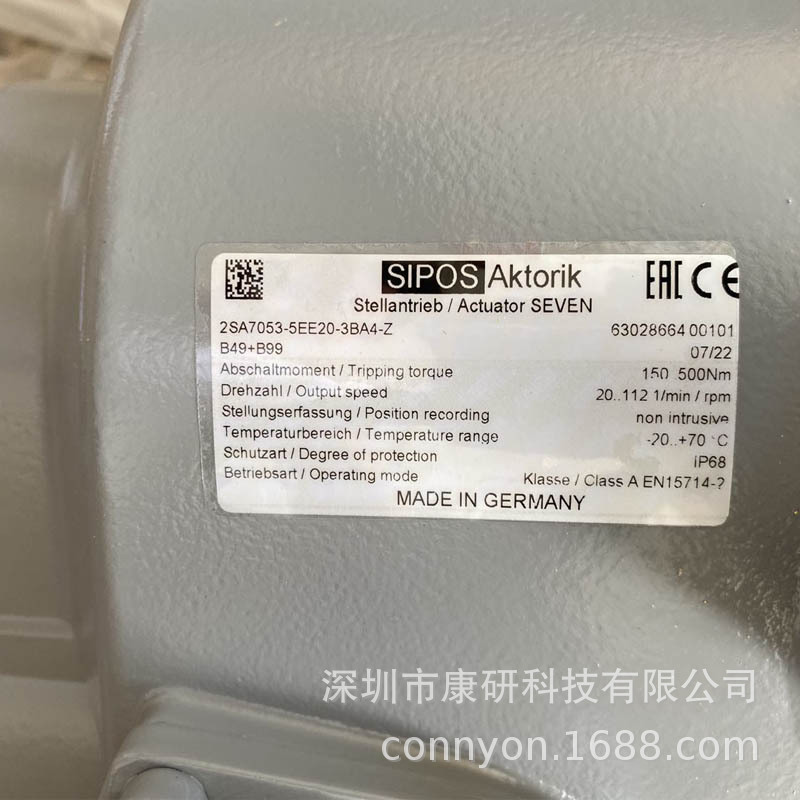 SIPOS Aktorik EAC CE
Stellantrieb / Actuator SEVEN
2SA7053-5EE20-3BA4-Z 63028664 00101
B49+B99 07/22
Abschaltmoment / Tripping torque 150 500Nm
Drehzahl / Output speed 20..112 1/min / rpm
Stellungserfassung / Position recording non intrusive
Temperaturbereich / Temperature range -20..+70 °C
Schutzart / Degree of protection IP68
Betriebsart / Operating mode Klasse / Class A EN15714-2
MADE IN GERMANY
深圳市康研科技有限公司
connyon.1688.com